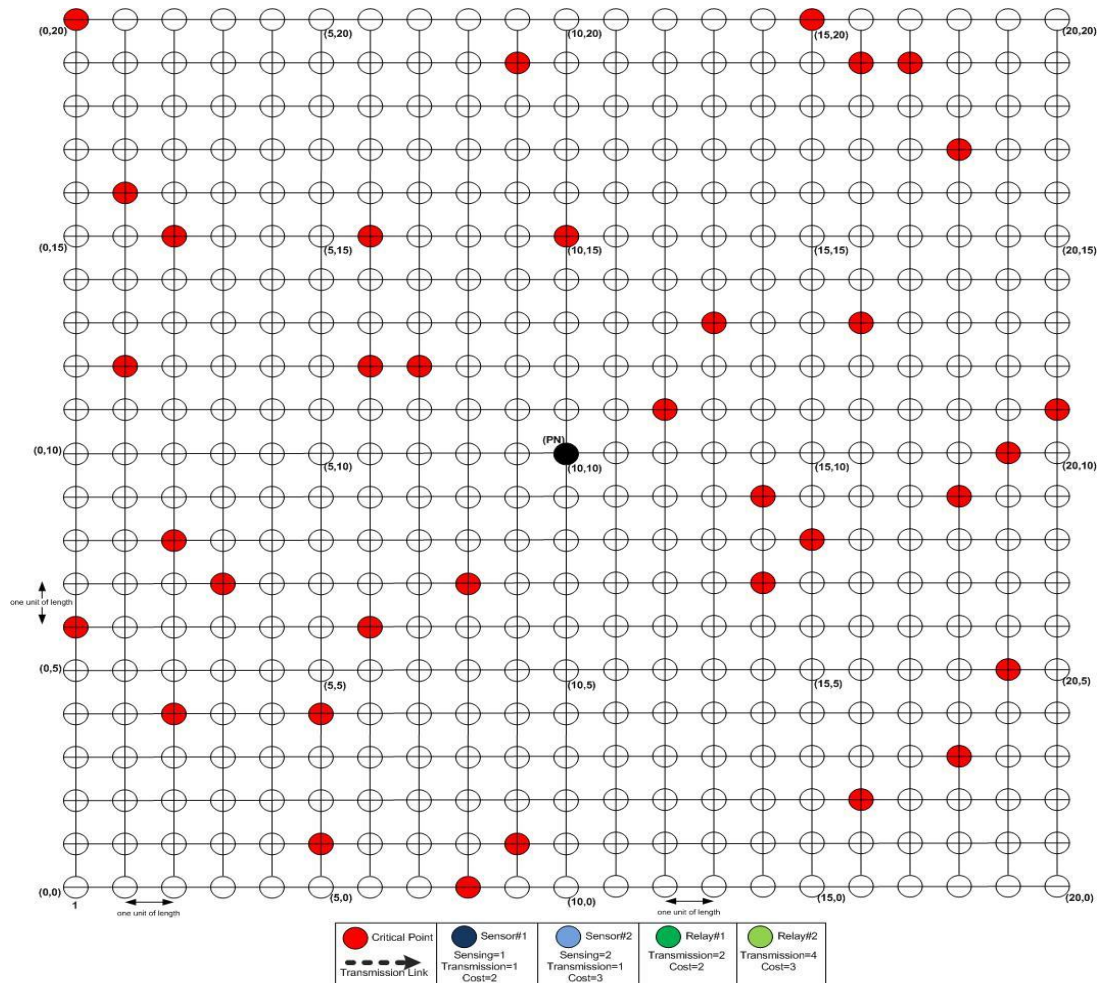 (0,20)
(5,20)
(10,20)
(15,20)
(20,20)
(0,15)
(5,15)
(10,15)
(15,15)
(20,15)
(PN)
(0,10)
(5,10)
(10,10)
(15,10)
(20,10)
one unit of length
(0,5)
(5,5)
(10,5)
(15,5)
(20,5)
(0,0)
1
(5,0)
(10,0)
(15,0)
(20,0)
one unit of length
one unit of length
Critical Point
Transmission Link
Sensor#1
Sensing=1
Transmission=1
Cost=2
Sensor#2
Sensing=2
Transmission=1
Cost=3
Relay#1
Transmission=2
Cost=2
Relay#2
Transmission=4
Cost=3